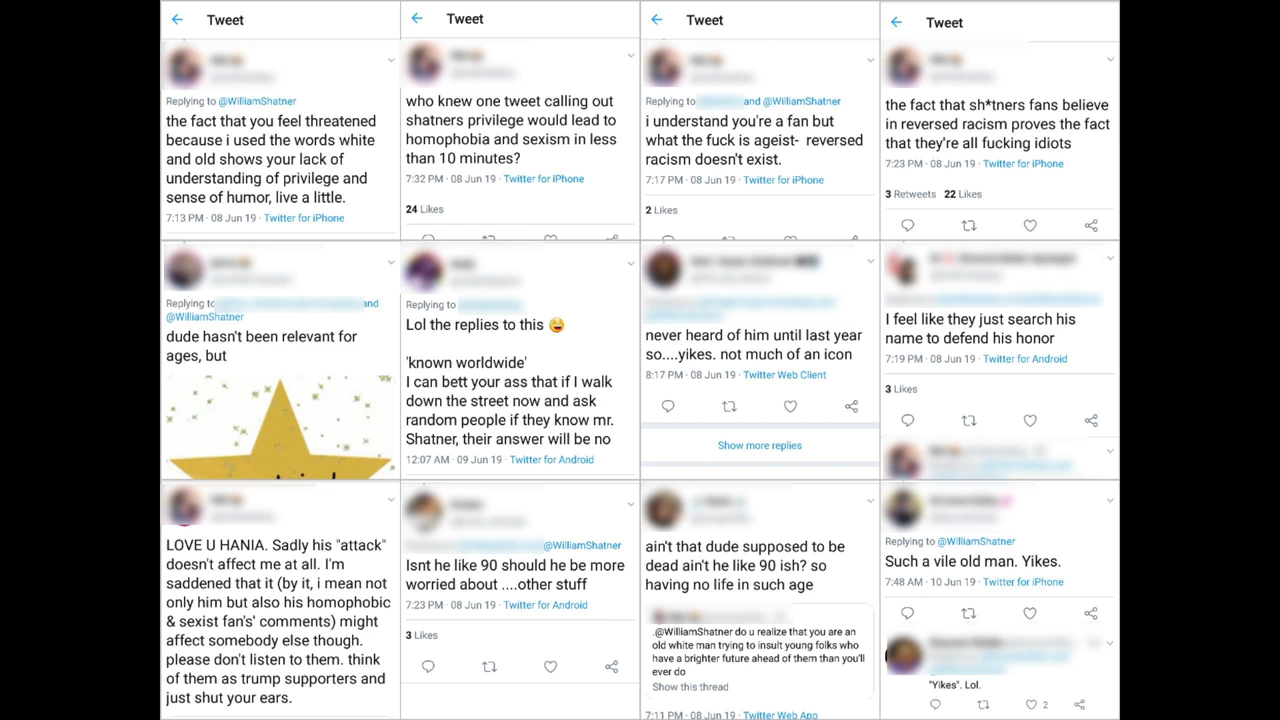 Tweet
Replying to @WilliamShatner
the fact that you feel threatened
because i used the words white
and old shows your lack of
understanding of privilege and
sense of humor, live a little.
7:13 PM · 08 Jun 19 · Twitter for iPhone
Tweet
who knew one tweet calling out
shatners privilege would lead to
homophobia and sexism in less
than 10 minutes?
7:32 PM · 08 Jun 19 · Twitter for iPhone
24 Likes
Tweet
Replying to
and @WilliamShatner
i understand you're a fan but
what the fuck is ageist- reversed
racism doesn't exist.
7:17 PM · 08 Jun 19 · Twitter for iPhone
2 Likes
Tweet
the fact that sh*tners fans believe
in reversed racism proves the fact
that they're all fucking idiots
7:23 PM · 08 Jun 19 · Twitter for iPhone
3 Retweets 22 Likes
Replying to
and
@WilliamShatner
dude hasn't been relevant for
ages, but
Replying to
Lol the replies to this 😂
'known worldwide'
I can bett your ass that if I walk
down the street now and ask
random people if they know mr.
Shatner, their answer will be no
12:07 AM · 09 Jun 19 · Twitter for Android
never heard of him until last year
so....yikes. not much of an icon
8:17 PM · 08 Jun 19 · Twitter Web Client
Show more replies
I feel like they just search his
name to defend his honor
7:19 PM · 08 Jun 19 · Twitter for Android
3 Likes
LOVE U HANIA. Sadly his "attack"
doesn't affect me at all. I'm
saddened that it (by it, i mean not
only him but also his homophobic
& sexist fan's' comments) might
affect somebody else though.
please don't listen to them. think
of them as trump supporters and
just shut your ears.
@WilliamShatner
Isnt he like 90 should he be more
worried about ....other stuff
7:23 PM · 08 Jun 19 · Twitter for Android
3 Likes
ain't that dude supposed to be
dead ain't he like 90 ish? so
having no life in such age
.@WilliamShatner do u realize that you are an
old white man trying to insult young folks who
have a brighter future ahead of them than you'll
ever do
Show this thread
7:11 PM · 08 Jun 19 · Twitter Web App
Replying to @WilliamShatner
Such a vile old man. Yikes.
7:48 AM · 10 Jun 19 · Twitter for iPhone
"Yikes". Lol.
2